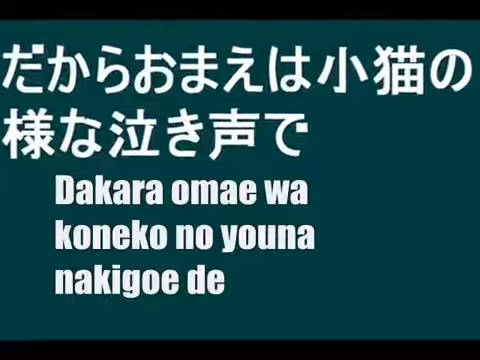 だからおまえは小猫の
様な泣き声で
Dakara omae wa
koneko no youna
nakigoe de